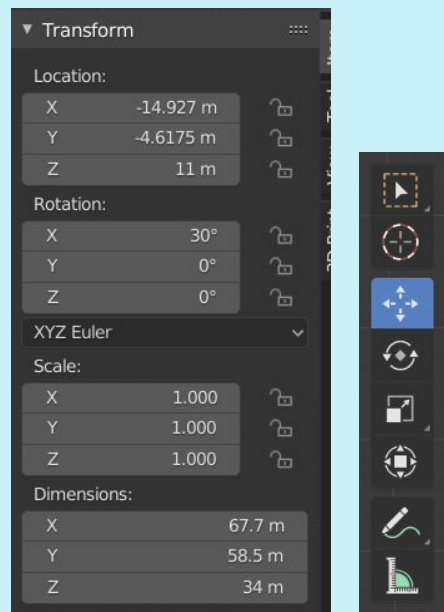 Transform
Location:
X -14.927 m
Y -4.6175 m
Z 11 m
Rotation:
X 30°
Y 0°
Z 0°
XYZ Euler
Scale:
X 1.000
Y 1.000
Z 1.000
Dimensions:
X 67.7 m
Y 58.5 m
Z 34 m